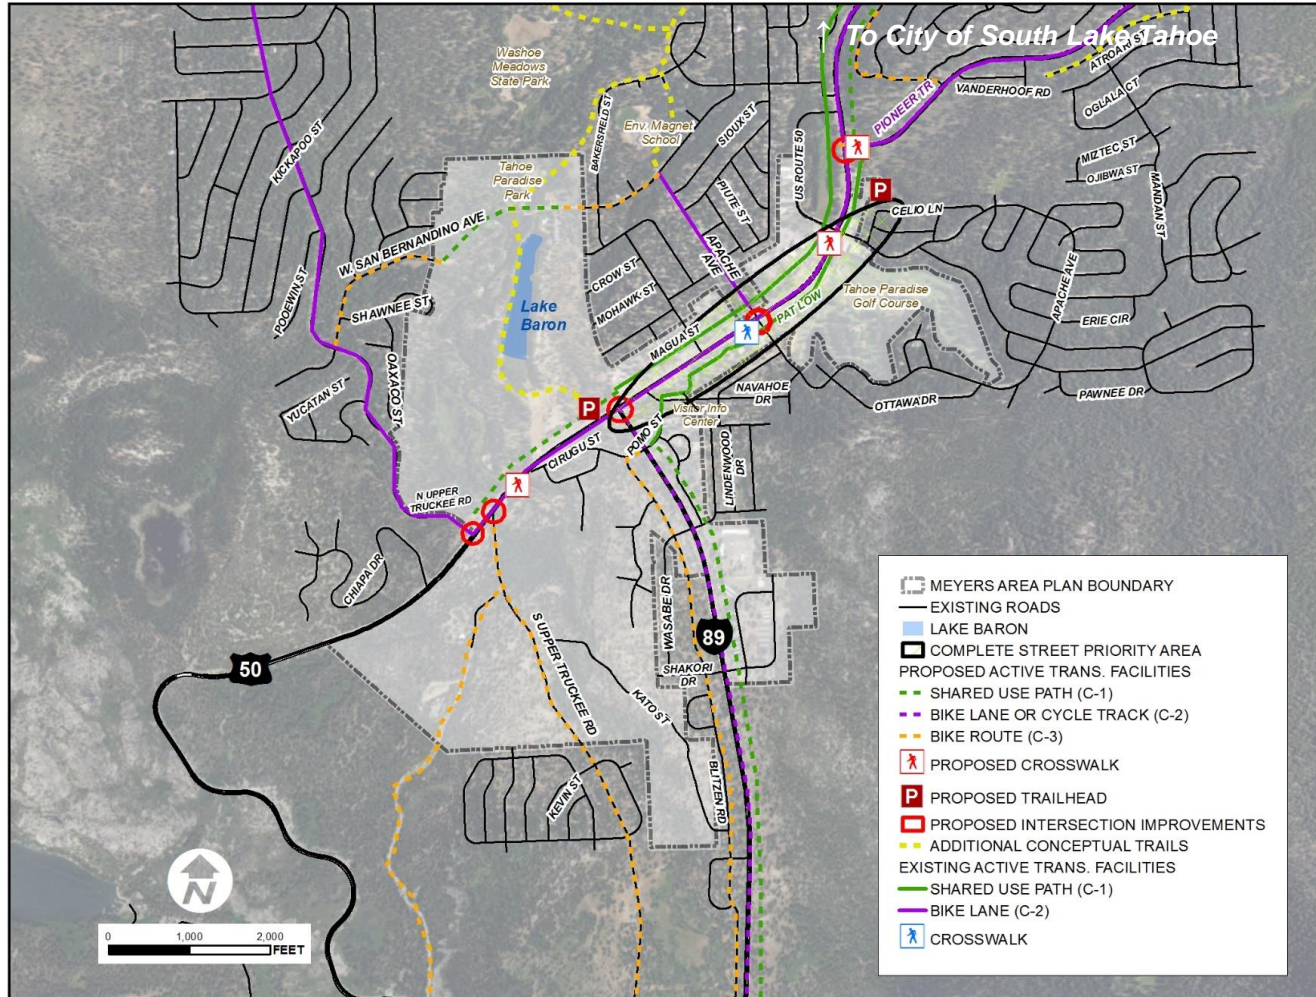 ↑ To City of South Lake Tahoe
Washoe
Meadows
State Park
ATROARI ST
VANDERHOOF RD
OGLALA CT
PIONEER TR
KICKAPOO ST
BAKERSFIELD ST
Env. Magnet
School
SIOUX ST
US ROUTE 50
MIZTEC ST
OJIBWA ST
MANDAN ST
Tahoe
Paradise
Park
PIUTE ST
P
CELIO LN
W. SAN BERNANDINO AVE
APACHE
AVE
CROW ST
MOHAWK ST
POOEWIN ST
SHAWNEE ST
Lake
Baron
MAGUA ST
PAT LOW
Tahoe Paradise
Golf Course
APACHE AVE
ERIE CIR
OAXACO ST
YUCATAN ST
NAVAHOE
DR
OTTAWA DR
PAWNEE DR
P
Visitor Info
Center
POMO ST
CIRUGU ST
LINDENWOOD
DR
N UPPER
TRUCKEE RD
CHIAPA DR
WASABE DR
89
50
S UPPER TRUCKEE RD
SHAKORI
DR
KATO ST
KEVIN ST
BLITZEN RD
N
0 1,000 2,000
FEET
MEYERS AREA PLAN BOUNDARY
EXISTING ROADS
LAKE BARON
COMPLETE STREET PRIORITY AREA
PROPOSED ACTIVE TRANS. FACILITIES
SHARED USE PATH (C-1)
BIKE LANE OR CYCLE TRACK (C-2)
BIKE ROUTE (C-3)
PROPOSED CROSSWALK
P PROPOSED TRAILHEAD
PROPOSED INTERSECTION IMPROVEMENTS
ADDITIONAL CONCEPTUAL TRAILS
EXISTING ACTIVE TRANS. FACILITIES
SHARED USE PATH (C-1)
BIKE LANE (C-2)
CROSSWALK